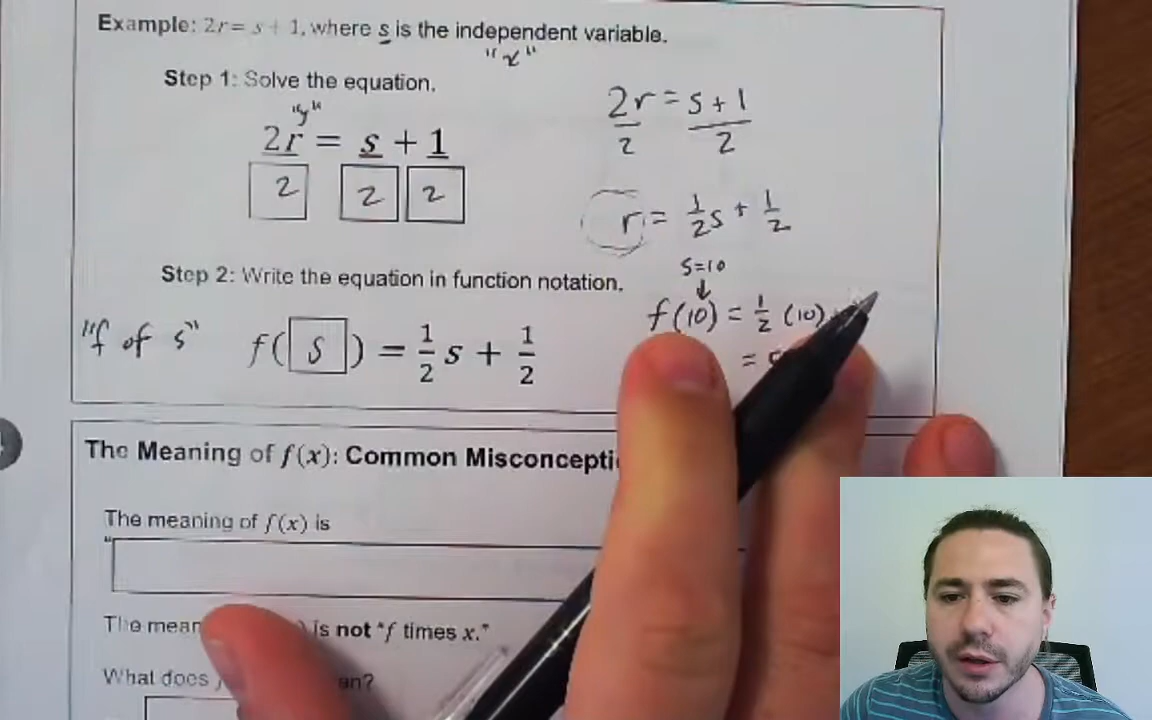 Example: 2r = s + 1, where s is the independent variable.
"x"
Step 1: Solve the equation.
"y"
2r = s + 1
2 2 2
2r = s + 1
2 2
r = 1/2 s + 1/2
Step 2: Write the equation in function notation.
s=10
↓
f(10) = 1/2 (10)
=
"f of s" f( s ) = 1/2 s + 1/2
The Meaning of f(x): Common
The meaning of f(x) is
"
is not "f times x."
What does